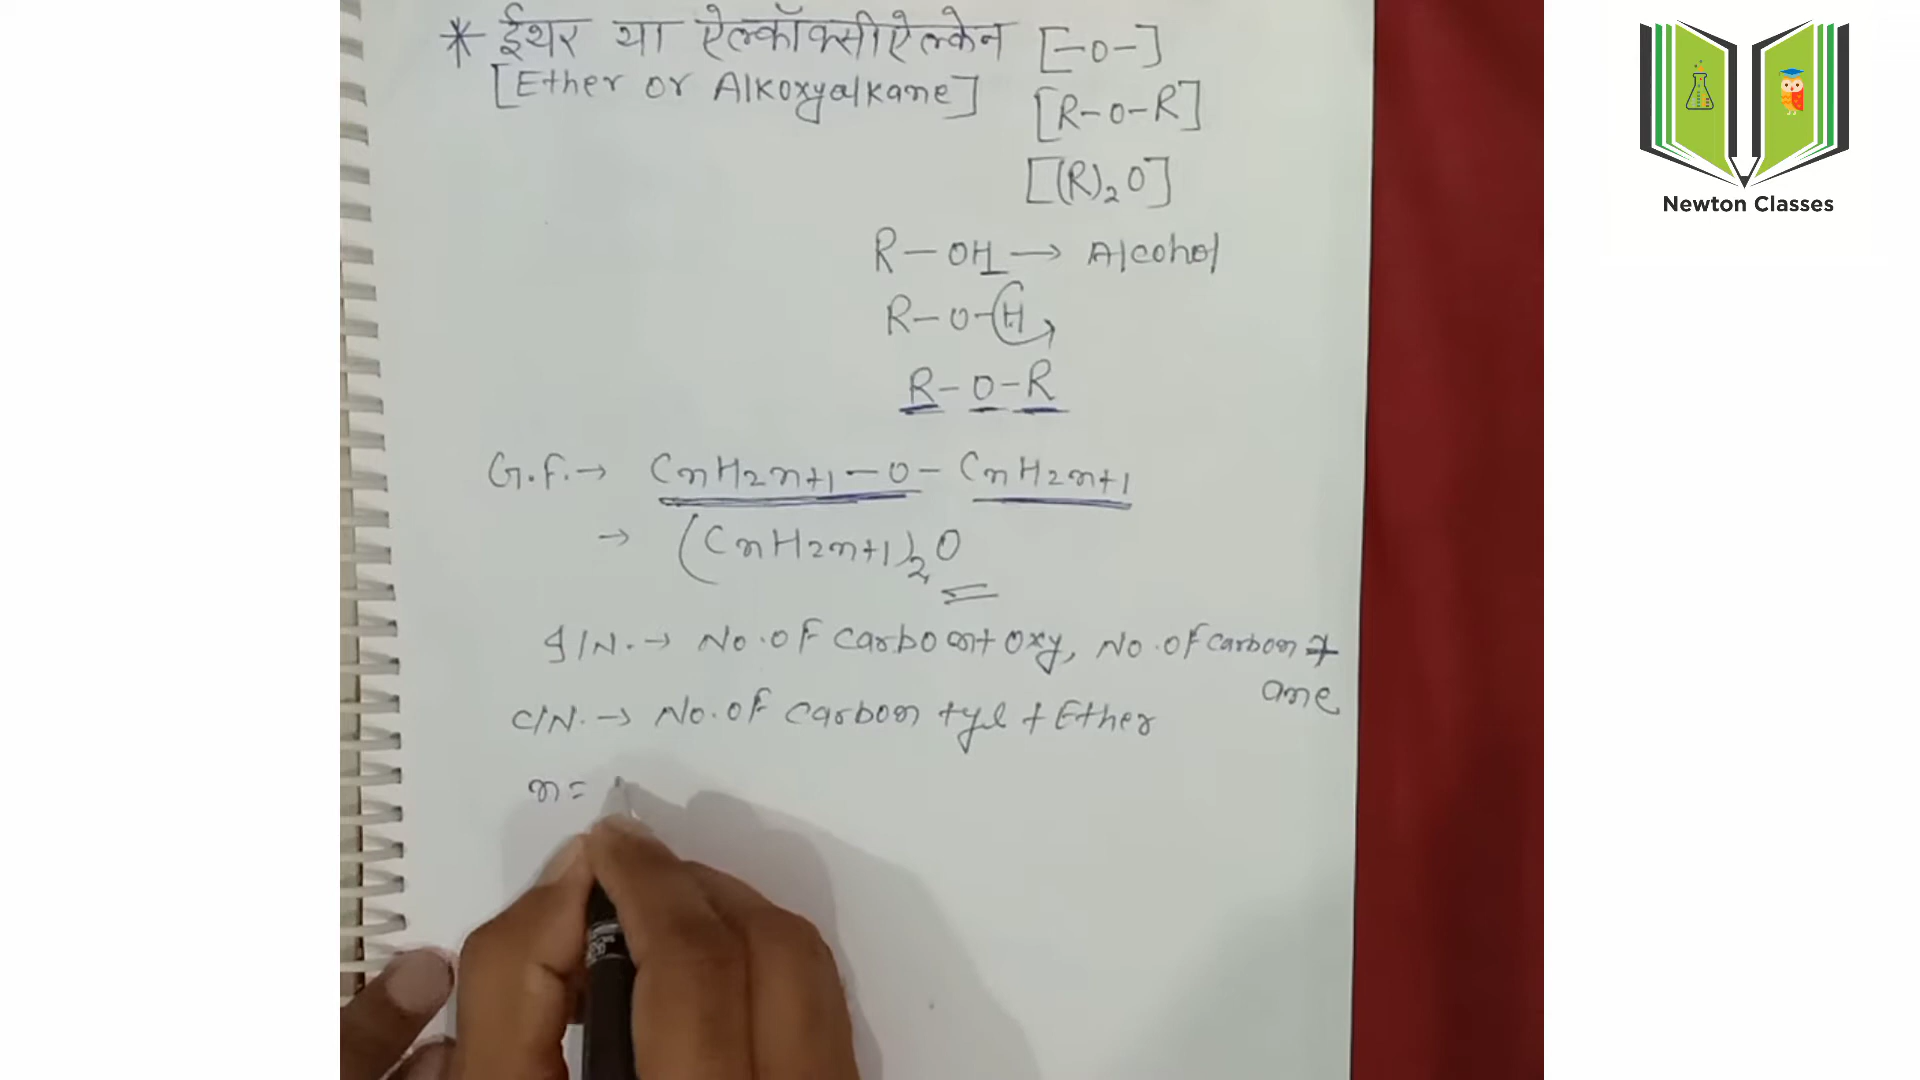 * ईथर या ऐल्कॉक्सीऐल्केन [-O-]
[Ether or Alkoxyalkane] [R-O-R]
[(R)₂O]
R-OH → Alcohol
R-O-H
R-O-R
G.F. → CnH2n+1-O-CnH2n+1
→ (CnH2n+1)₂O
I/N. → No. of carbon + oxy, No. of carbon +
ane
C/N. → No. of carbon + yl + Ether
n =
Newton Classes